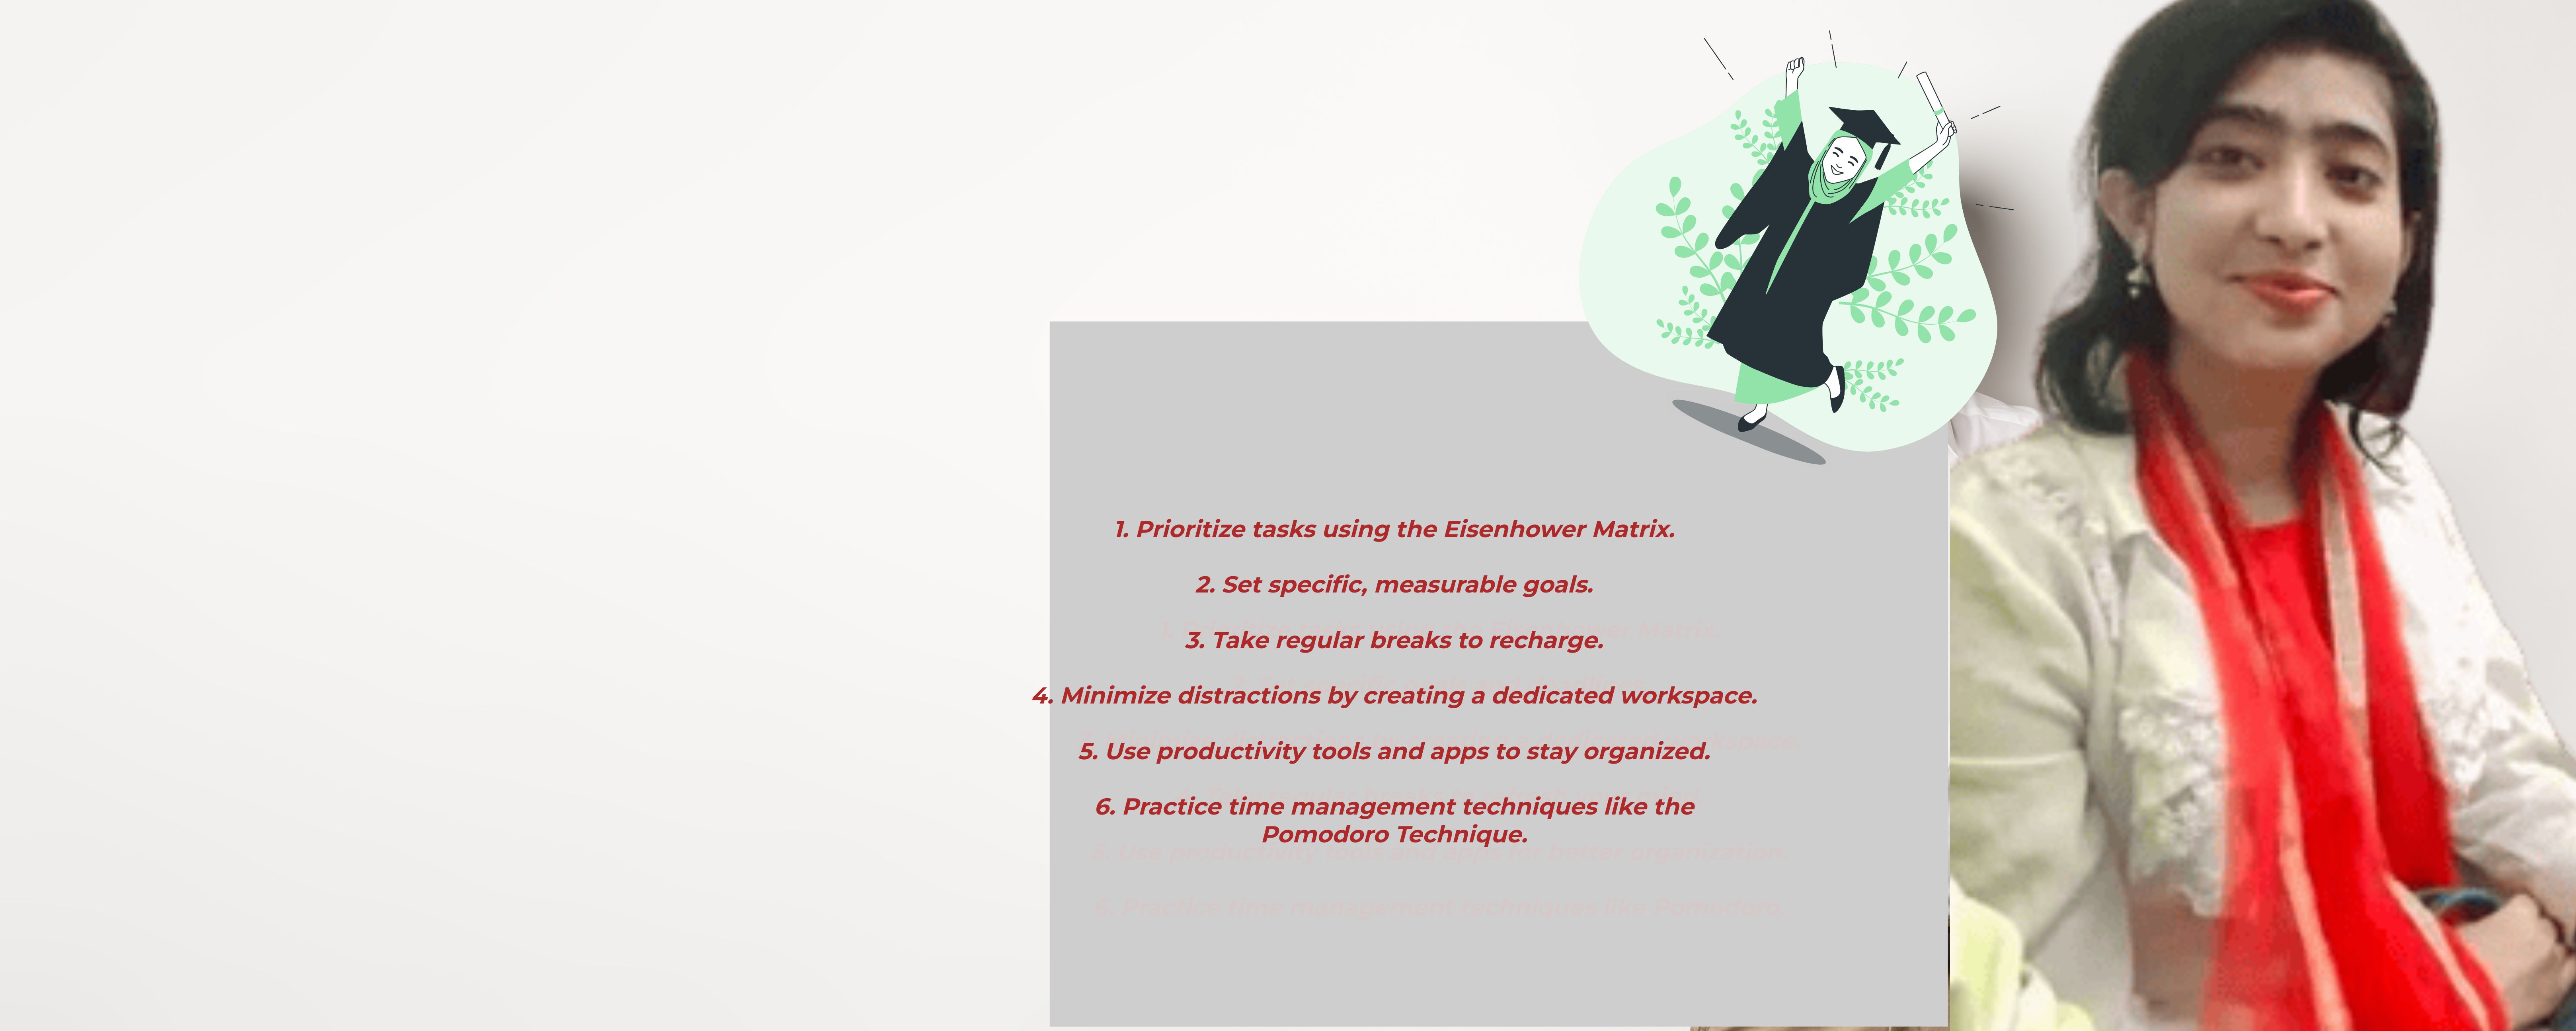 1. Prioritize tasks using the Eisenhower Matrix.
2. Set specific, measurable goals.
3. Take regular breaks to recharge.
4. Minimize distractions by creating a dedicated workspace.
5. Use productivity tools and apps to stay organized.
6. Practice time management techniques like the
Pomodoro Technique.
5. Use productivity tools and apps for better organization.
6. Practice time management techniques like Pomodoro.